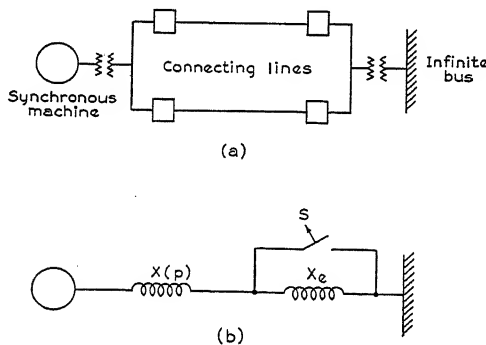 Connecting lines
Synchronous
machine
Infinite
bus
(a)
S
X(p)
Xe
(b)